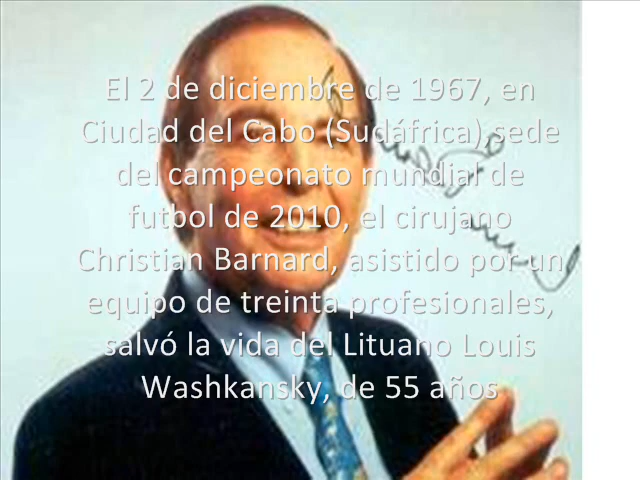 El 2 de diciembre de 1967, en
Ciudad del Cabo (Sudáfrica) sede
del campeonato mundial de
futbol de 2010, el cirujano
Christian Barnard, asistido por un
equipo de treinta profesionales,
salvó la vida del Lituano Louis
Washkansky, de 55 años